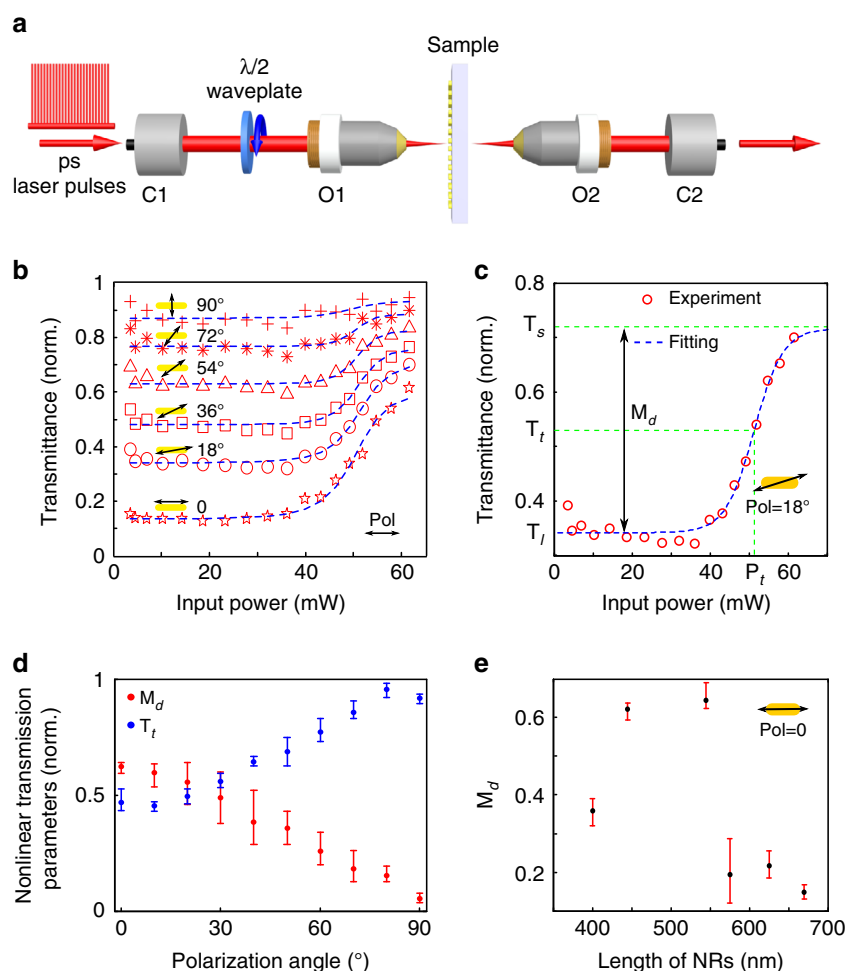 a
Sample
λ/2
waveplate
ps
laser pulses
C1
O1
O2
C2
b
Transmittance (norm.)
1
0.8
0.6
0.4
0.2
0
90°
72°
54°
36°
18°
0
Pol
0
20
40
60
Input power (mW)
c
Transmittance (norm.)
0.8
T_s
0.6
T_t
0.4
T_l
Experiment
Fitting
M_d
Pol=18°
0
20
40
P_t
60
Input power (mW)
d
Nonlinear transmission
parameters (norm.)
1
0.5
0
M_d
T_t
0
30
60
90
Polarization angle (°)
e
M_d
0.6
0.4
0.2
Pol=0
400
500
600
700
Length of NRs (nm)